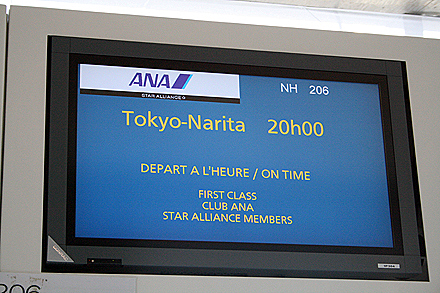 ANA
STAR ALLIANCE
NH 206
Tokyo-Narita 20h00
DEPART A L'HEURE / ON TIME
FIRST CLASS
CLUB ANA
STAR ALLIANCE MEMBERS
206